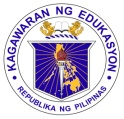 KAGAWARAN NG EDUKASYON
REPUBLIKA NG PILIPINAS